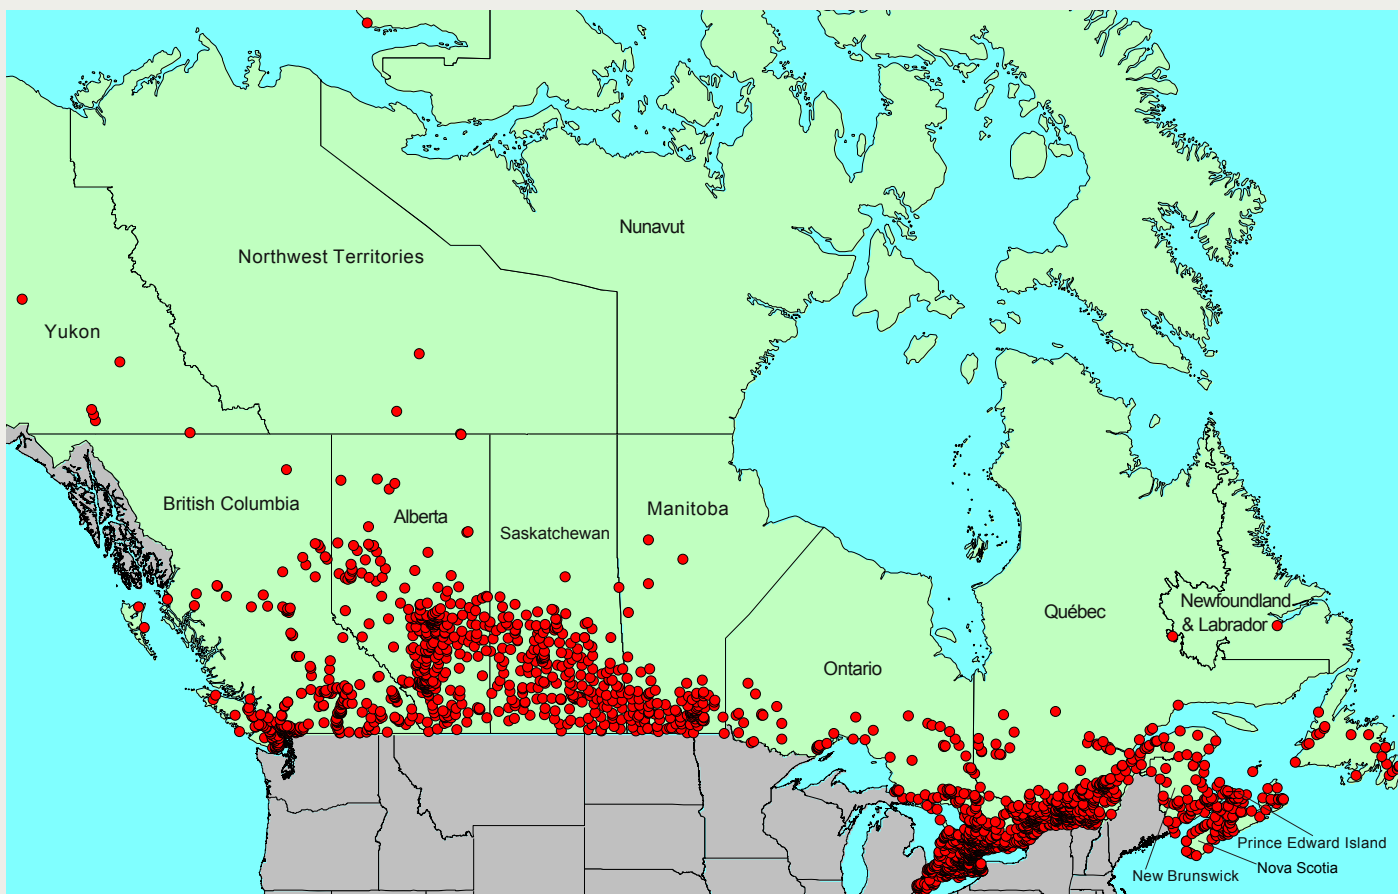 Nunavut
Northwest Territories
Yukon
British Columbia
Alberta
Saskatchewan
Manitoba
Ontario
Québec
Newfoundland
& Labrador
Prince Edward Island
Nova Scotia
New Brunswick